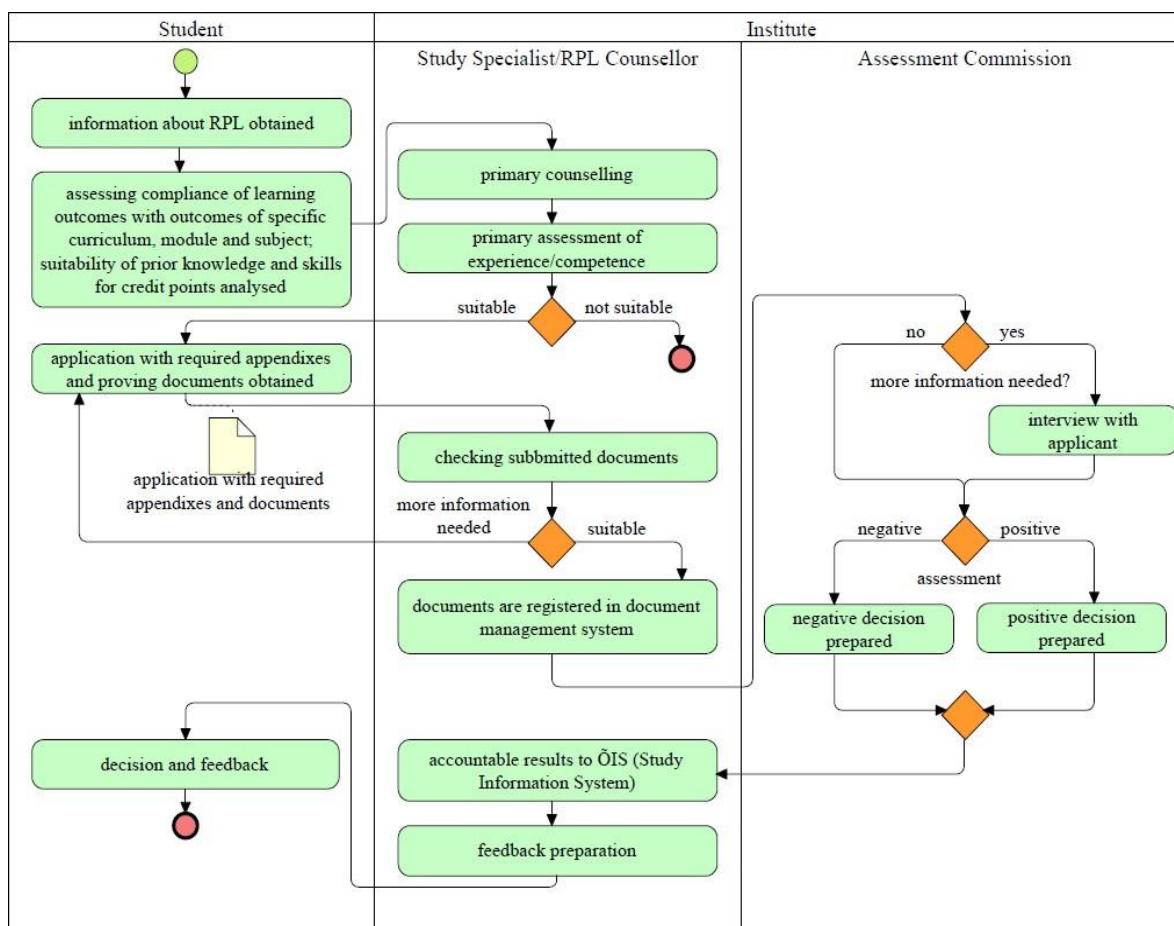 Student
Institute
Study Specialist/RPL Counsellor
Assessment Commission
information about RPL obtained
assessing compliance of learning
outcomes with outcomes of specific
curriculum, module and subject;
suitability of prior knowledge and skills
for credit points analysed
primary counselling
primary assessment of
experience/competence
suitable
not suitable
application with required appendixes
and proving documents obtained
application with required
appendixes and documents
checking subbmitted documents
more information
needed
suitable
documents are registered in document
management system
no
yes
more information needed?
interview with
applicant
negative
positive
assessment
negative decision
prepared
positive decision
prepared
accountable results to ÕIS (Study
Information System)
feedback preparation
decision and feedback